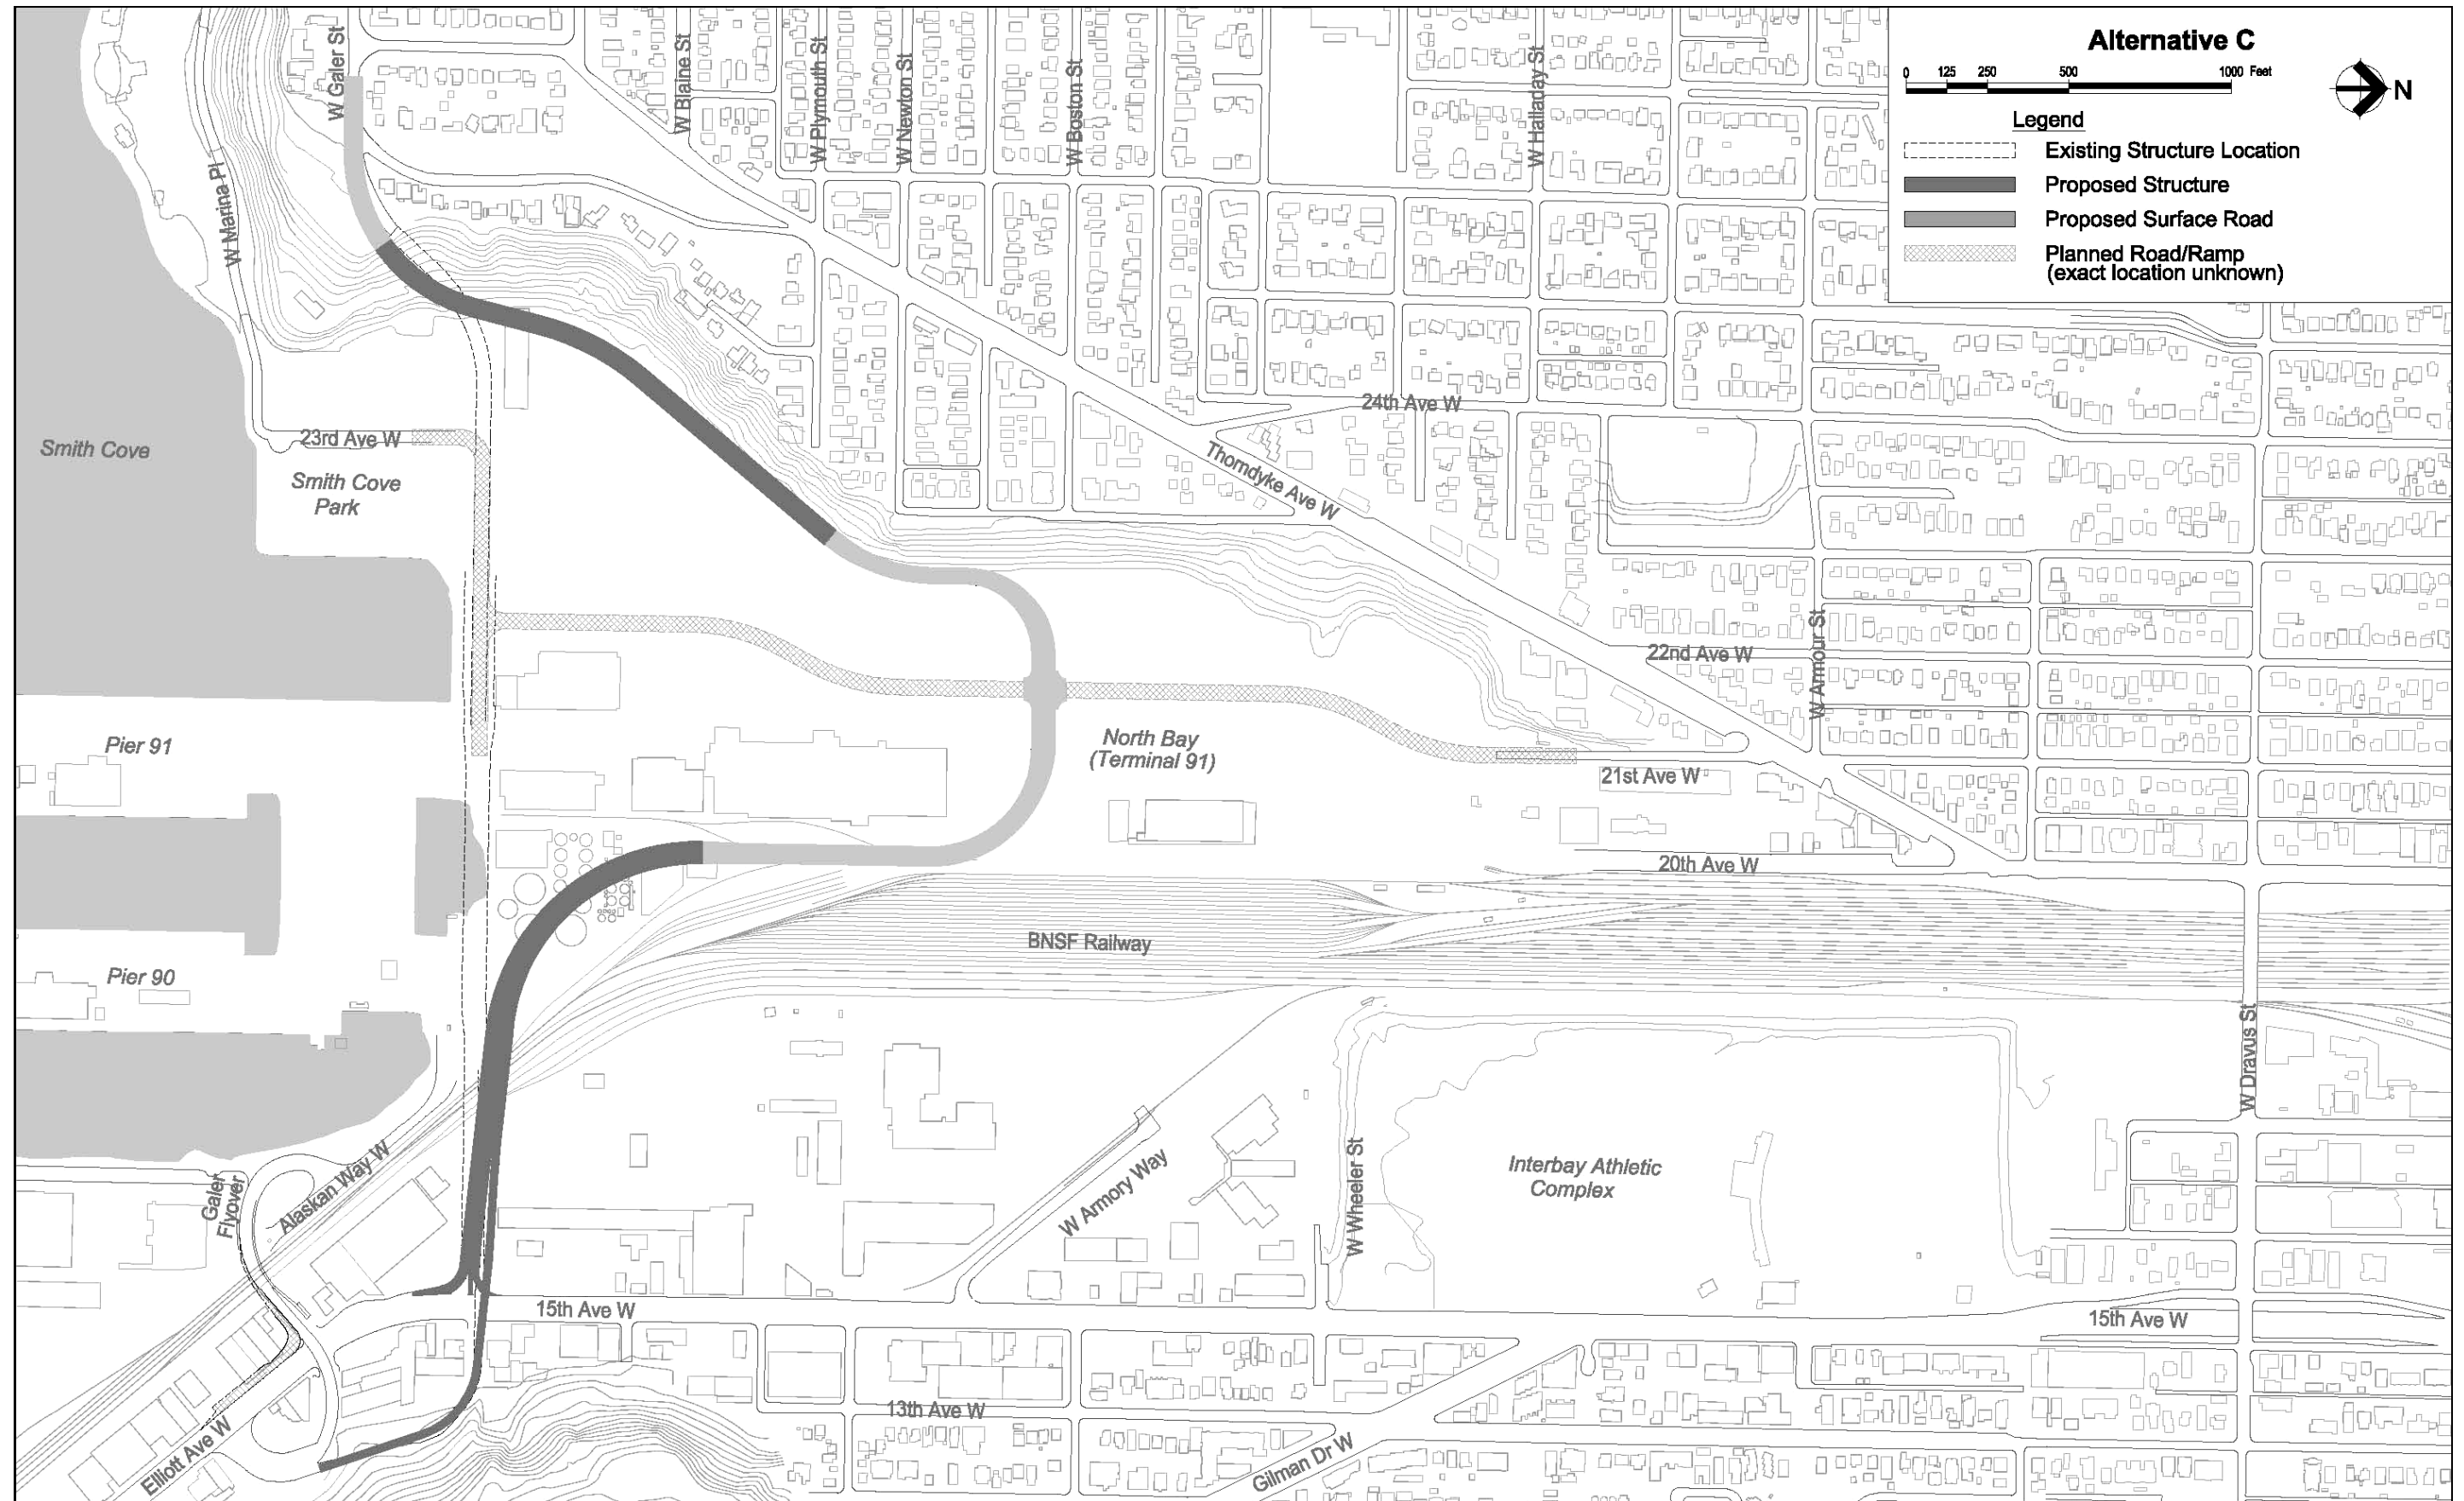 Alternative C
0 125 250 500 1000 Feet
N
Legend
Existing Structure Location
Proposed Structure
Proposed Surface Road
Planned Road/Ramp
(exact location unknown)
W Galer St
W Blaine St
W Plymouth St
W Newton St
W Boston St
W Halladay St
W Marina Pl
24th Ave W
Thorndyke Ave W
23rd Ave W
Smith Cove
Smith Cove
Park
22nd Ave W
W Armour St
Pier 91
North Bay
(Terminal 91)
21st Ave W
20th Ave W
BNSF Railway
Pier 90
W Dravus St
Galer
Flyover
Alaskan Way W
W Armory Way
W Wheeler St
Interbay Athletic
Complex
15th Ave W
15th Ave W
13th Ave W
Elliott Ave W
Gilman Dr W